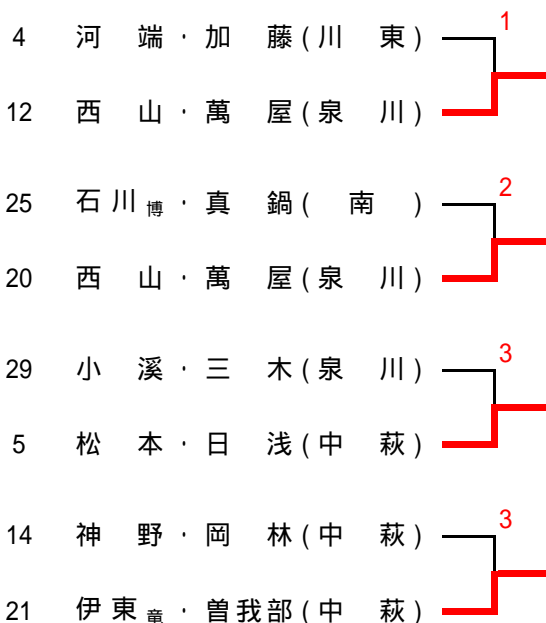 1
4 河 端 · 加 藤 ( 川 東 )
12 西 山 · 萬 屋 ( 泉 川 )
2
25 石 川 博 · 真 鍋 ( 南 )
20 西 山 · 萬 屋 ( 泉 川 )
3
29 小 溪 · 三 木 ( 泉 川 )
5 松 本 · 日 浅 ( 中 萩 )
3
14 神 野 · 岡 林 ( 中 萩 )
21 伊 東 竜 · 曽我部 ( 中 萩 )